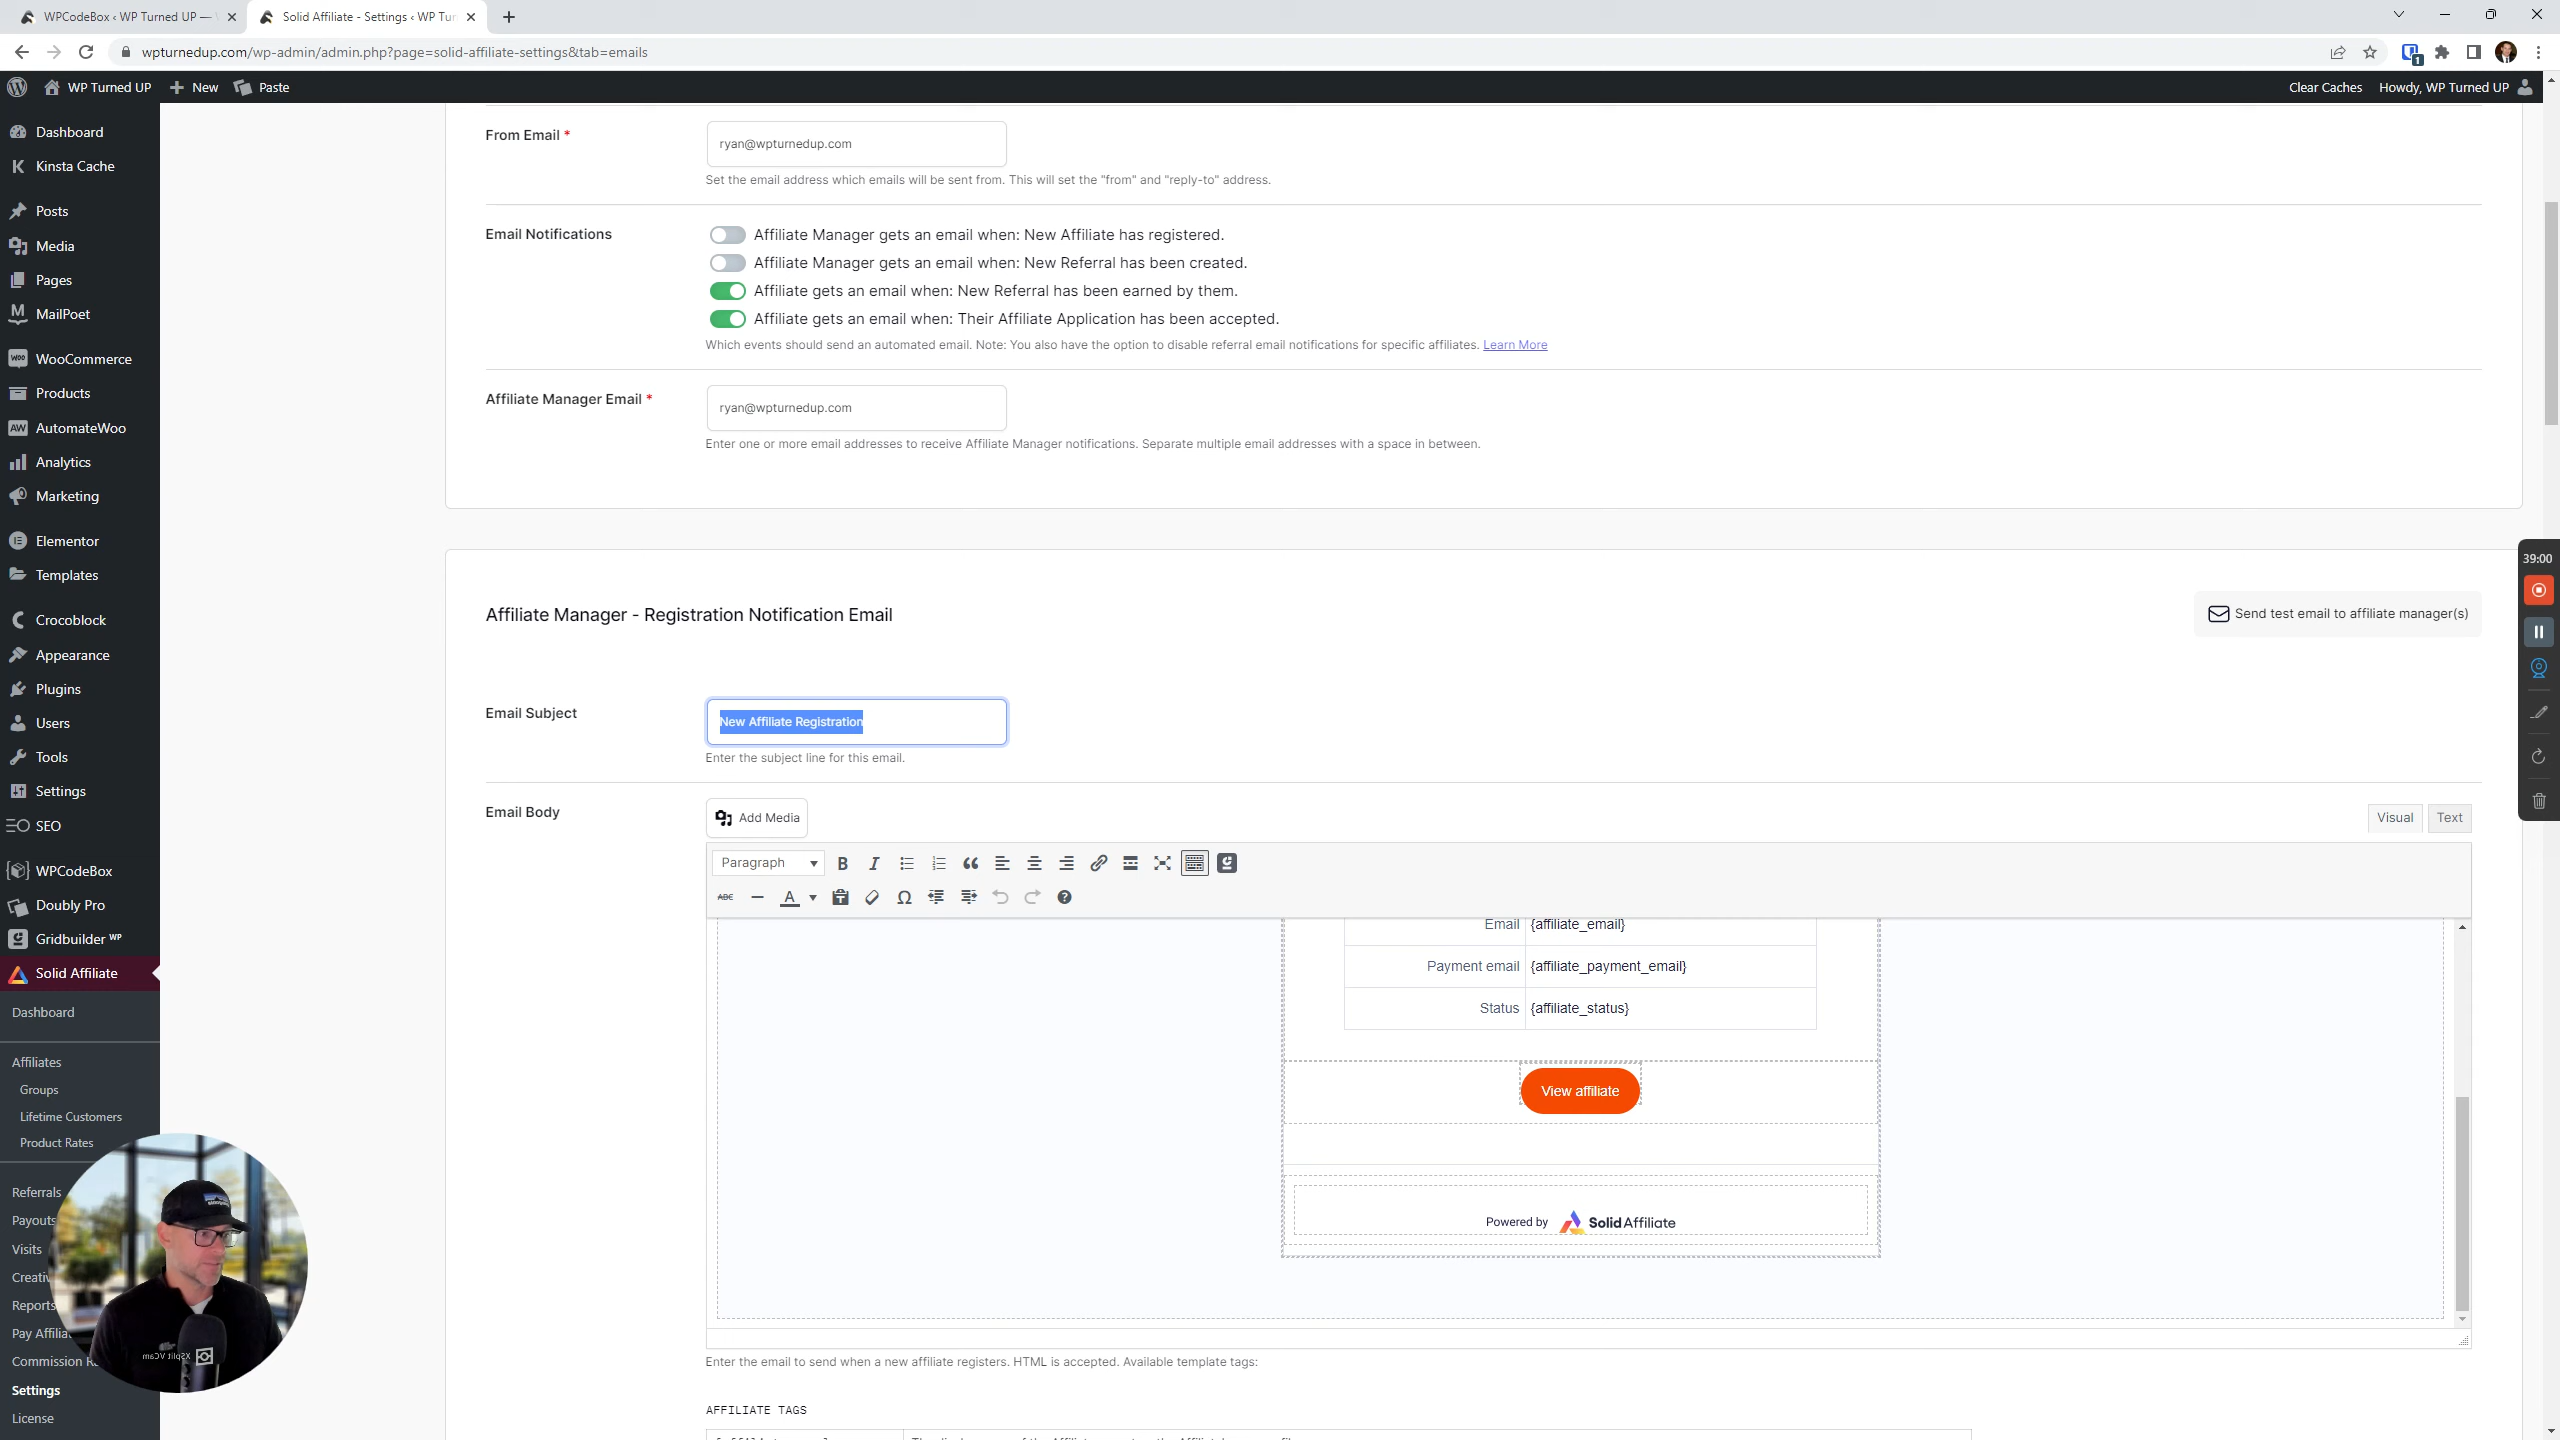 WPCodeBox ‹ WP Turned UP —
Solid Affiliate - Settings ‹ WP Tur
wpturnedup.com/wp-admin/admin.php?page=solid-affiliate-settings&tab=emails
1
WP Turned UP
New
Paste
Clear Caches
Howdy, WP Turned UP
Dashboard
Kinsta Cache
Posts
Media
Pages
MailPoet
WooCommerce
Products
AutomateWoo
Analytics
Marketing
Elementor
Templates
Crocoblock
Appearance
Plugins
Users
Tools
Settings
SEO
WPCodeBox
Doubly Pro
Gridbuilder WP
Solid Affiliate
Dashboard
Affiliates
Groups
Lifetime Customers
Product Rates
Referrals
Payouts
Visits
Creativ
Reports
Pay Affilia
Commission R
Settings
License
XSplit VCam
From Email *
ryan@wpturnedup.com
Set the email address which emails will be sent from. This will set the "from" and "reply-to" address.
Email Notifications
Affiliate Manager gets an email when: New Affiliate has registered.
Affiliate Manager gets an email when: New Referral has been created.
Affiliate gets an email when: New Referral has been earned by them.
Affiliate gets an email when: Their Affiliate Application has been accepted.
Which events should send an automated email. Note: You also have the option to disable referral email notifications for specific affiliates. Learn More
Affiliate Manager Email *
ryan@wpturnedup.com
Enter one or more email addresses to receive Affiliate Manager notifications. Separate multiple email addresses with a space in between.
39:00
Affiliate Manager - Registration Notification Email
Send test email to affiliate manager(s)
Email Subject
New Affiliate Registration
Enter the subject line for this email.
Email Body
Add Media
Visual
Text
Paragraph
B
I
ABC
A
Email {affiliate_email}
Payment email {affiliate_payment_email}
Status {affiliate_status}
View affiliate
Powered by Solid Affiliate
Enter the email to send when a new affiliate registers. HTML is accepted. Available template tags:
AFFILIATE TAGS